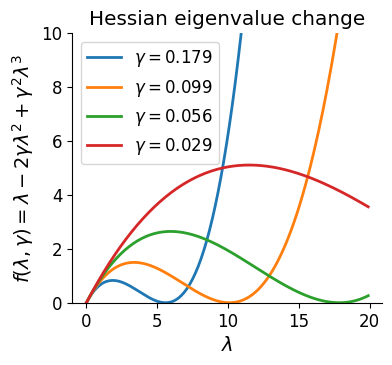 Hessian eigenvalue change
f(λ, γ) = λ − 2γλ² + γ²λ³
10
8
6
4
2
0
γ = 0.179
γ = 0.099
γ = 0.056
γ = 0.029
0 5 10 15 20
λ